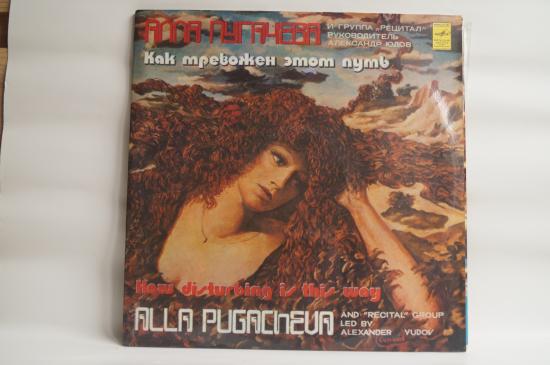 АЛЛА ПУГАЧЕВА
И ГРУППА „РЕЦИТАЛ"
РУКОВОДИТЕЛЬ
АЛЕКСАНДР ЮДОВ
Как тревожен этот путь
How disturbing is this way
ALLA PUGACHEVA
AND "RECITAL" GROUP
LED BY
ALEXANDER YUDOV